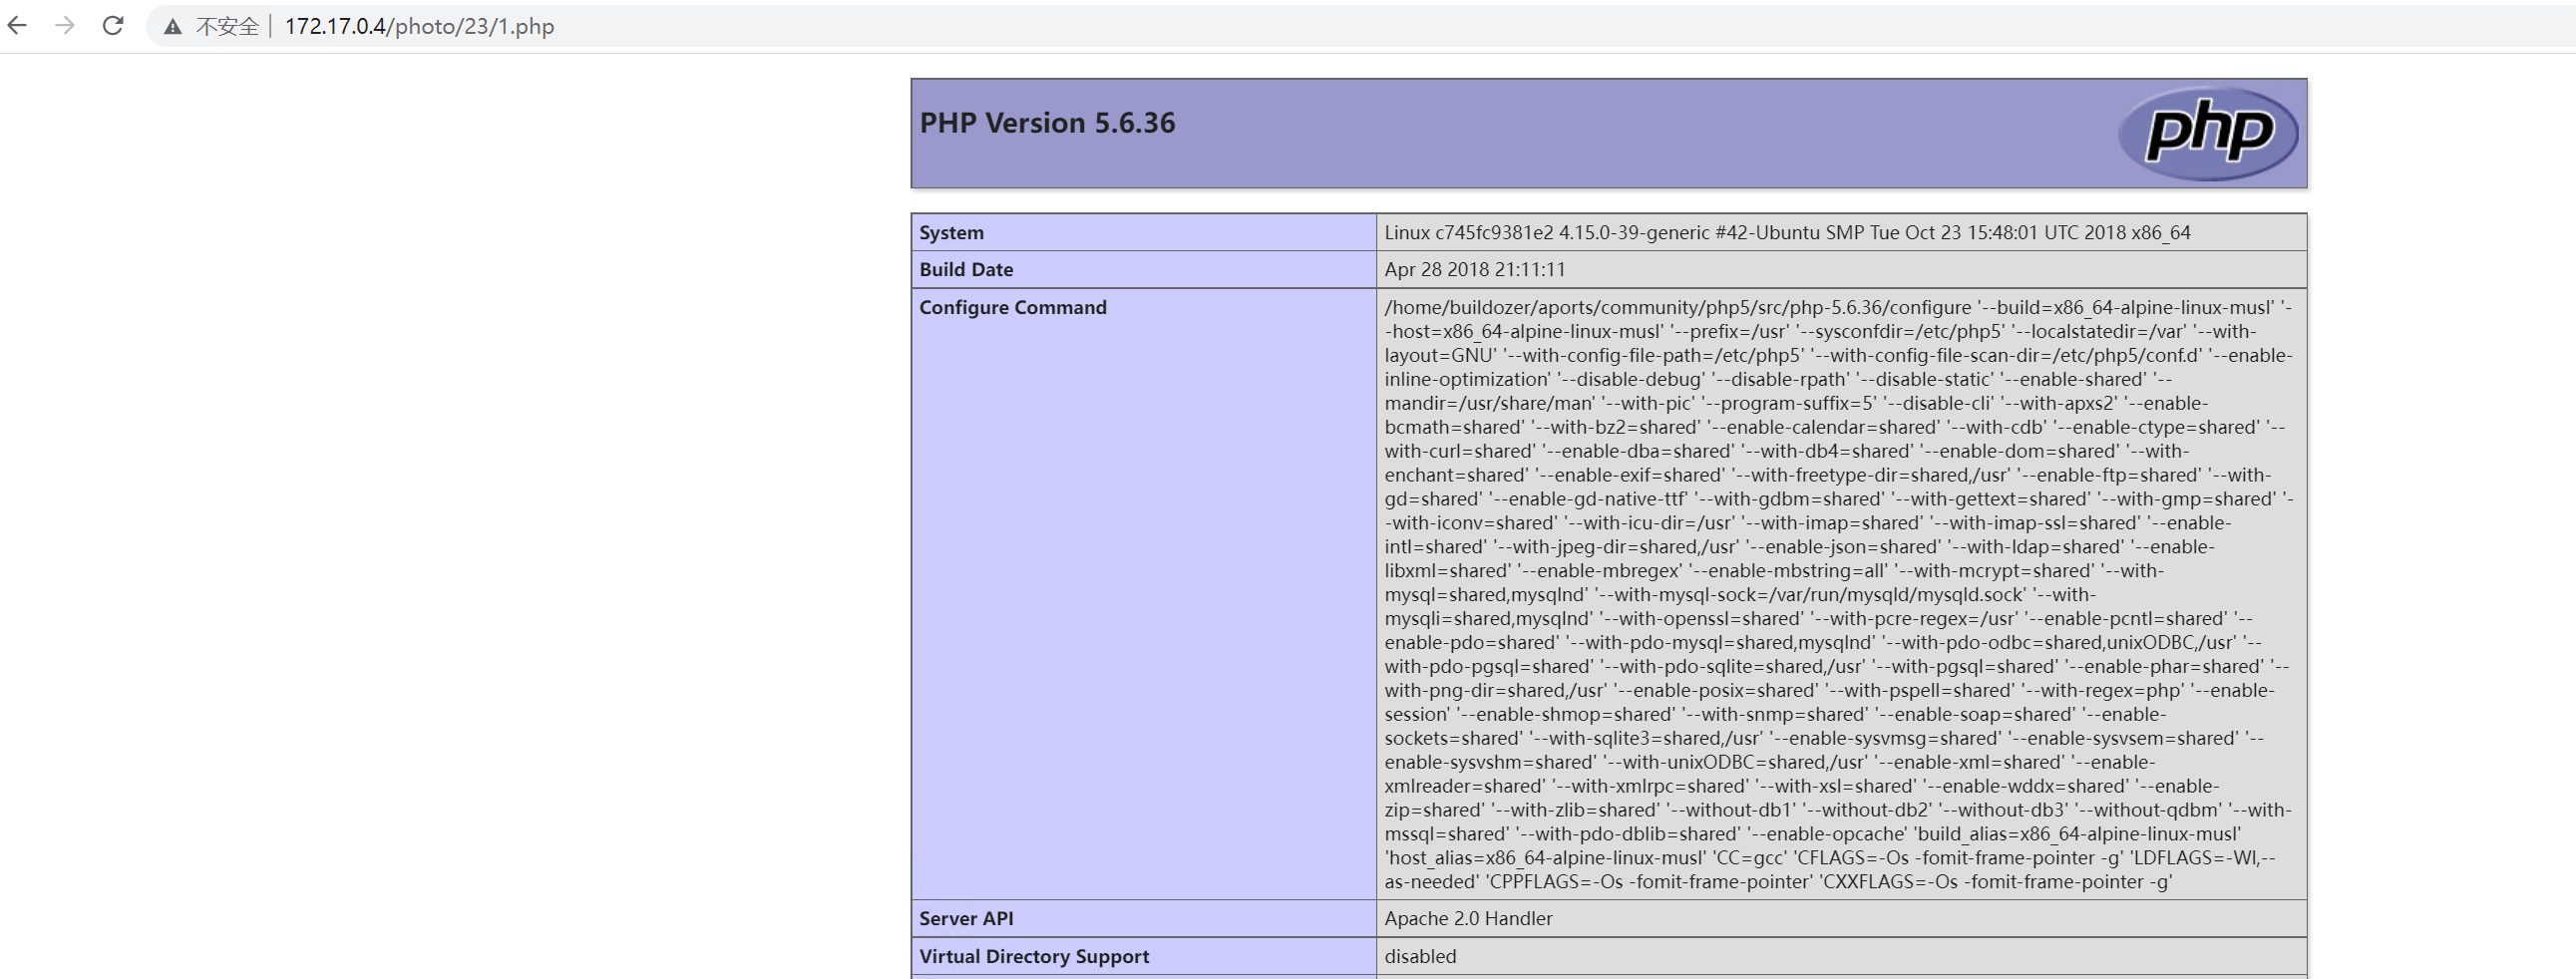 不安全 | 172.17.0.4/photo/23/1.php
PHP Version 5.6.36
php
System Linux c745fc9381e2 4.15.0-39-generic #42-Ubuntu SMP Tue Oct 23 15:48:01 UTC 2018 x86_64
Build Date Apr 28 2018 21:11:11
Configure Command /home/buildozer/aports/community/php5/src/php-5.6.36/configure '--build=x86_64-alpine-linux-musl' '-
-host=x86_64-alpine-linux-musl' '--prefix=/usr' '--sysconfdir=/etc/php5' '--localstatedir=/var' '--with-
layout=GNU' '--with-config-file-path=/etc/php5' '--with-config-file-scan-dir=/etc/php5/conf.d' '--enable-
inline-optimization' '--disable-debug' '--disable-rpath' '--disable-static' '--enable-shared' '--
mandir=/usr/share/man' '--with-pic' '--program-suffix=5' '--disable-cli' '--with-apxs2' '--enable-
bcmath=shared' '--with-bz2=shared' '--enable-calendar=shared' '--with-cdb' '--enable-ctype=shared' '--
with-curl=shared' '--enable-dba=shared' '--with-db4=shared' '--enable-dom=shared' '--with-
enchant=shared' '--enable-exif=shared' '--with-freetype-dir=shared,/usr' '--enable-ftp=shared' '--with-
gd=shared' '--enable-gd-native-ttf' '--with-gdbm=shared' '--with-gettext=shared' '--with-gmp=shared' '-
-with-iconv=shared' '--with-icu-dir=/usr' '--with-imap=shared' '--with-imap-ssl=shared' '--enable-
intl=shared' '--with-jpeg-dir=shared,/usr' '--enable-json=shared' '--with-ldap=shared' '--enable-
libxml=shared' '--enable-mbregex' '--enable-mbstring=all' '--with-mcrypt=shared' '--with-
mysql=shared,mysqlnd' '--with-mysql-sock=/var/run/mysqld/mysqld.sock' '--with-
mysqli=shared,mysqlnd' '--with-openssl=shared' '--with-pcre-regex=/usr' '--enable-pcntl=shared' '--
enable-pdo=shared' '--with-pdo-mysql=shared,mysqlnd' '--with-pdo-odbc=shared,unixODBC,/usr' '--
with-pdo-pgsql=shared' '--with-pdo-sqlite=shared,/usr' '--with-pgsql=shared' '--enable-phar=shared' '--
with-png-dir=shared,/usr' '--enable-posix=shared' '--with-pspell=shared' '--with-regex=php' '--enable-
session' '--enable-shmop=shared' '--with-snmp=shared' '--enable-soap=shared' '--enable-
sockets=shared' '--with-sqlite3=shared,/usr' '--enable-sysvmsg=shared' '--enable-sysvsem=shared' '--
enable-sysvshm=shared' '--with-unixODBC=shared,/usr' '--enable-xml=shared' '--enable-
xmlreader=shared' '--with-xmlrpc=shared' '--with-xsl=shared' '--enable-wddx=shared' '--enable-
zip=shared' '--with-zlib=shared' '--without-db1' '--without-db2' '--without-db3' '--without-qdbm' '--with-
mssql=shared' '--with-pdo-dblib=shared' '--enable-opcache' 'build_alias=x86_64-alpine-linux-musl'
'host_alias=x86_64-alpine-linux-musl' 'CC=gcc' 'CFLAGS=-Os -fomit-frame-pointer -g' 'LDFLAGS=-Wl,--
as-needed' 'CPPFLAGS=-Os -fomit-frame-pointer' 'CXXFLAGS=-Os -fomit-frame-pointer -g'
Server API Apache 2.0 Handler
Virtual Directory Support disabled